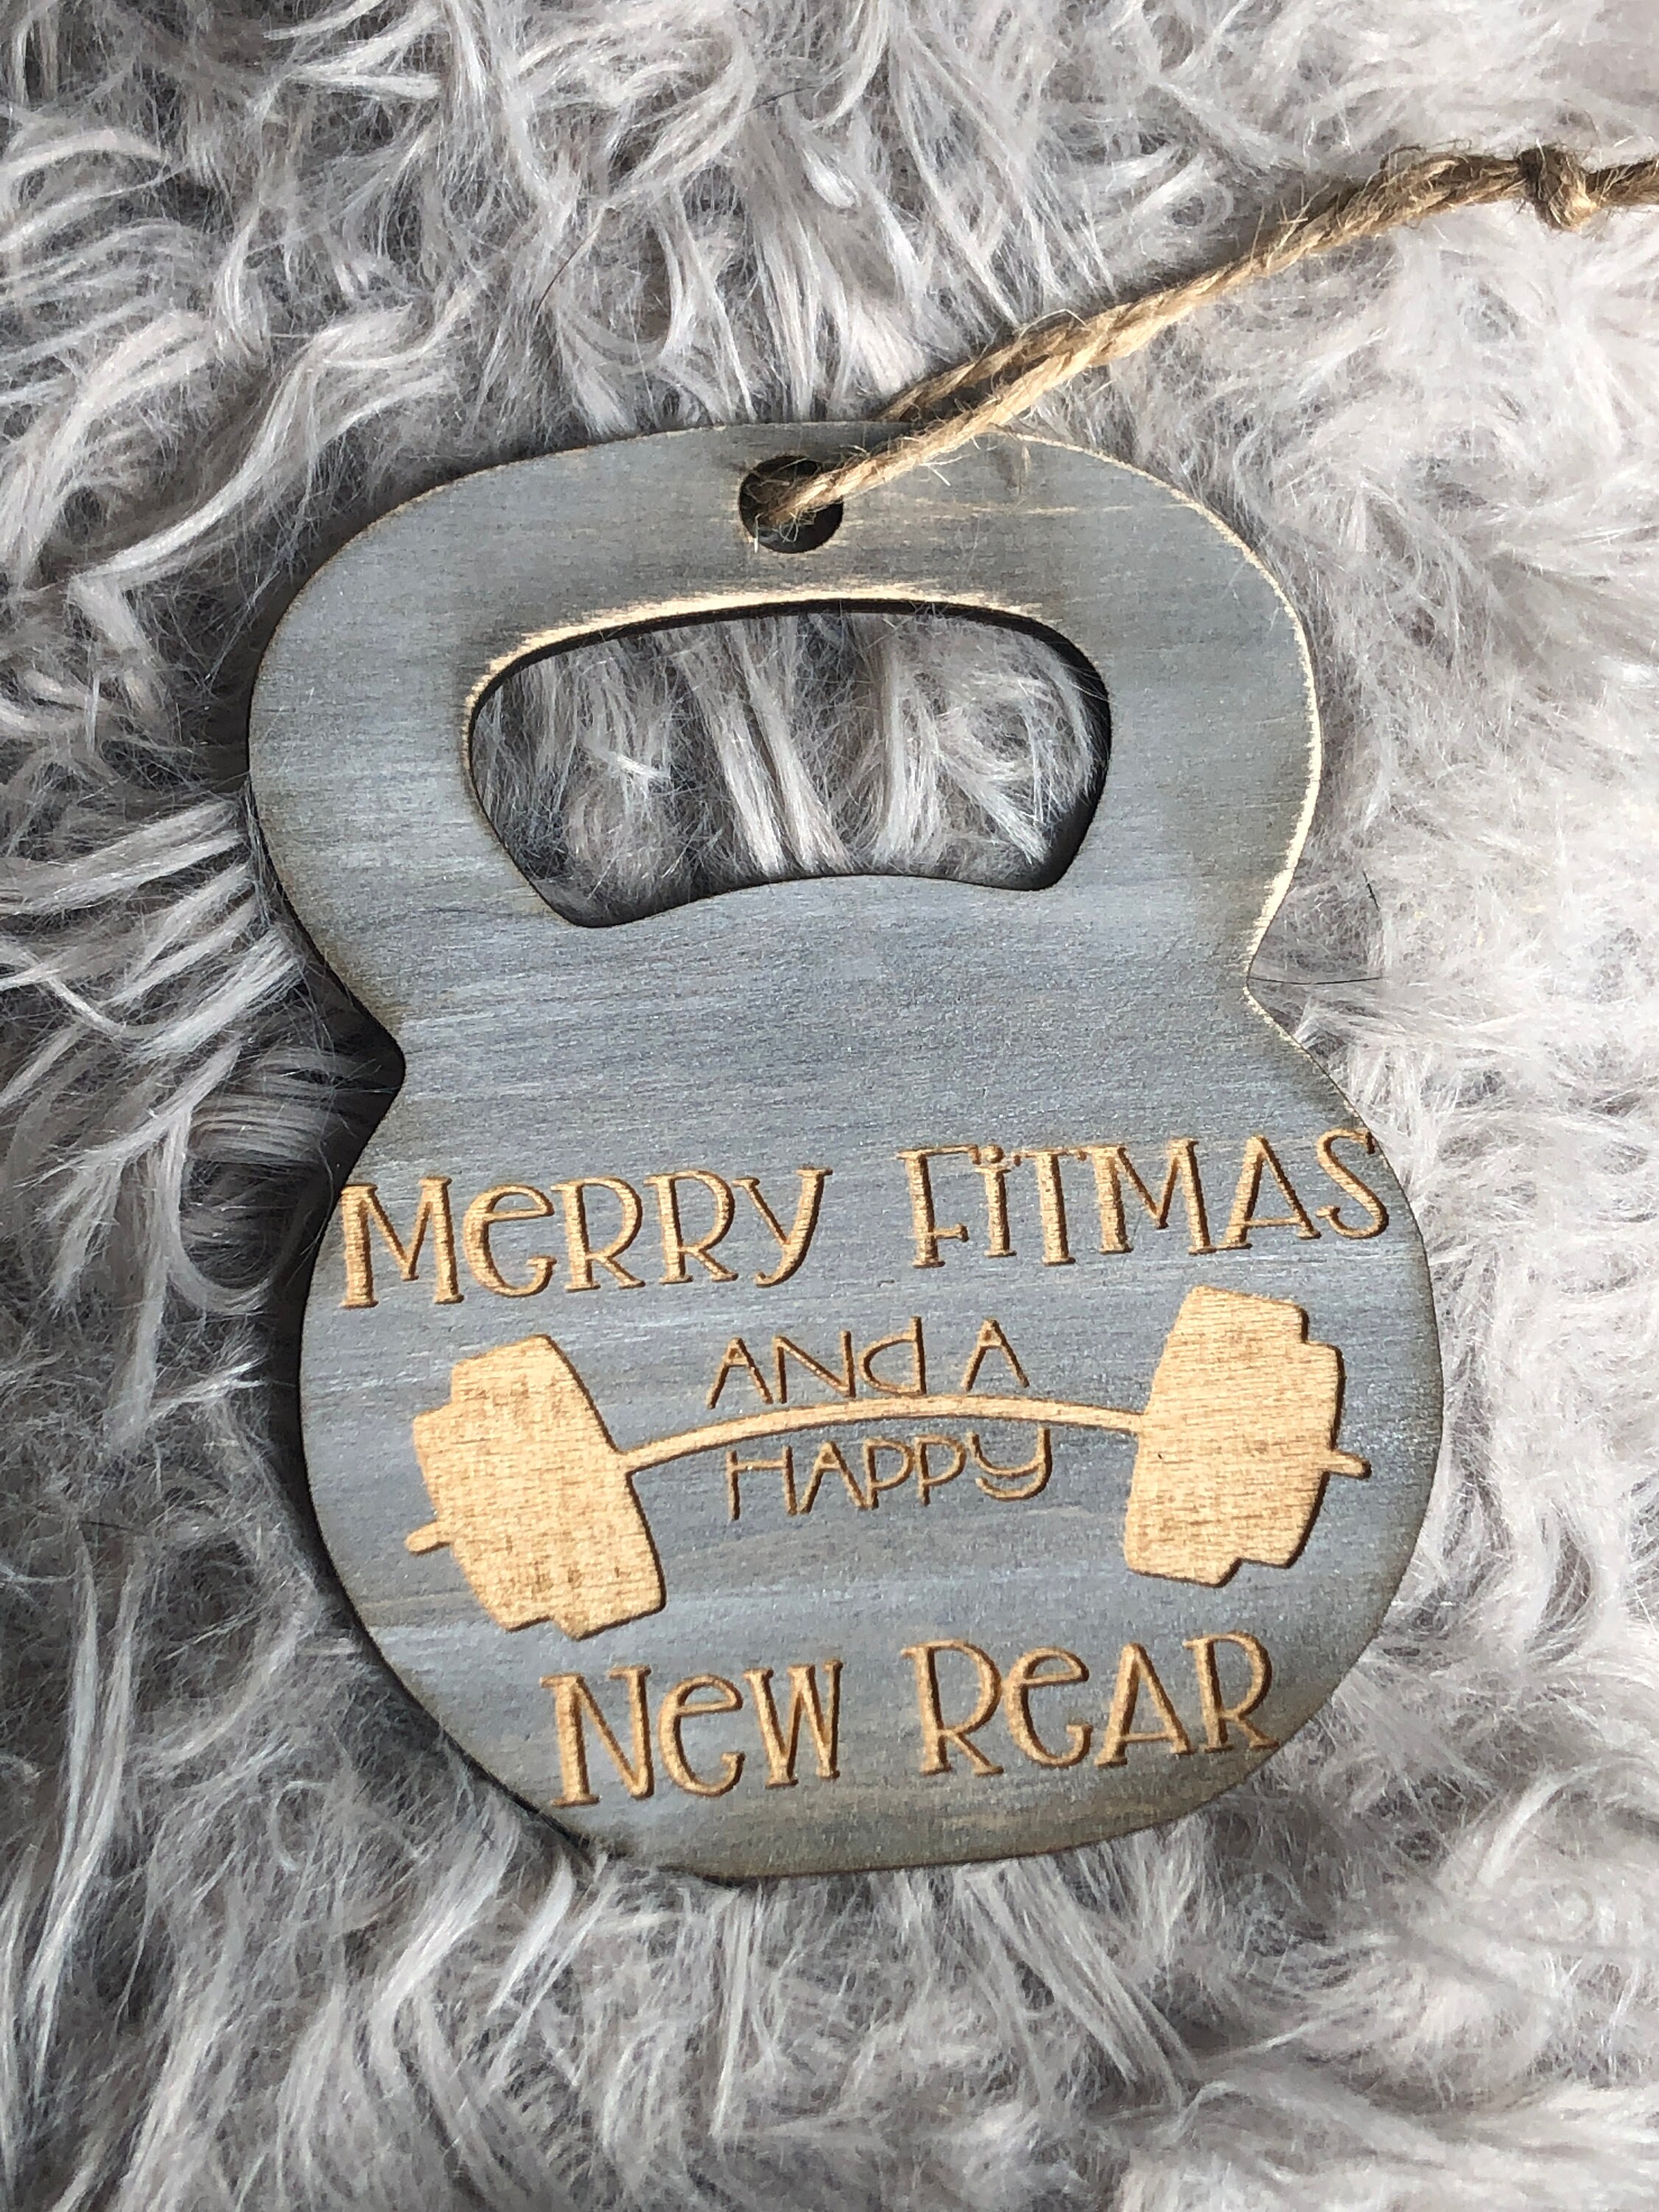 MeRRy FiTMAS
ANd A
HAPPy
NeW ReAR